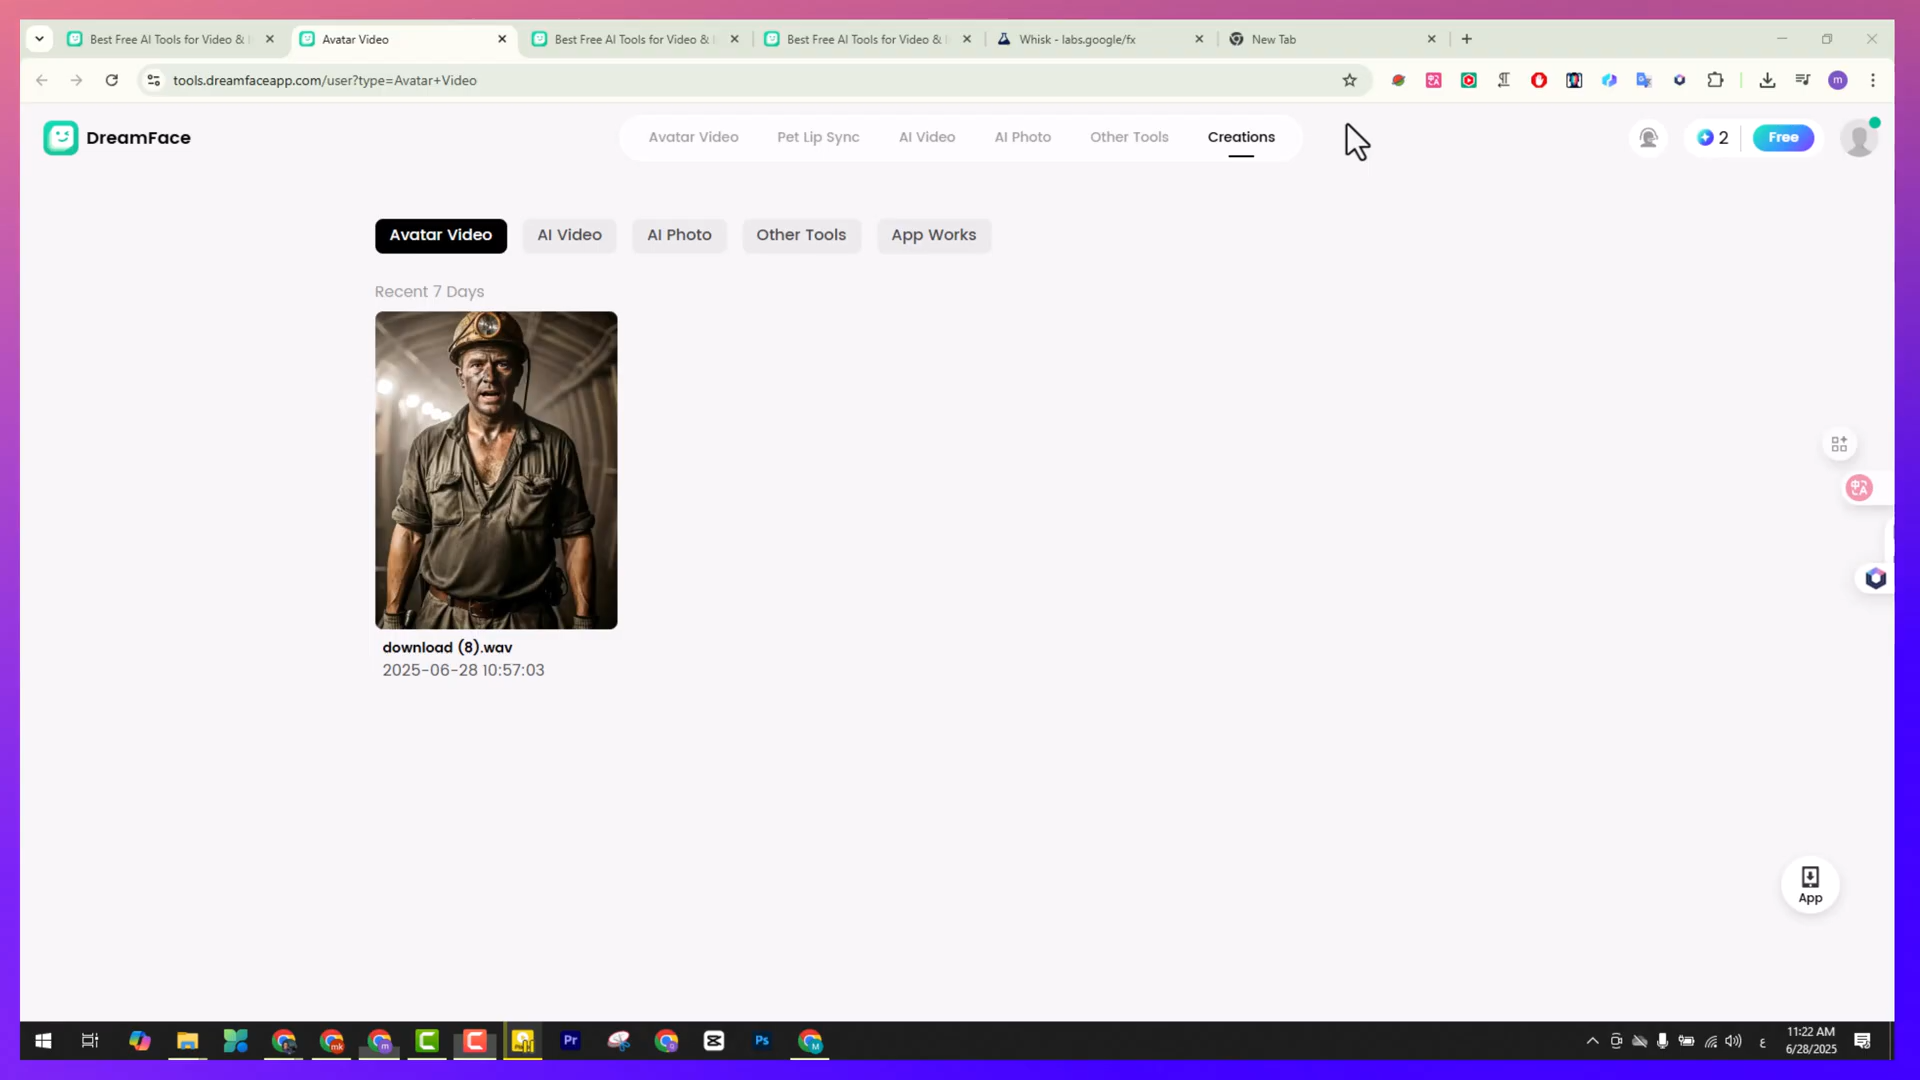 Best Free AI Tools for Video &
Avatar Video
Best Free AI Tools for Video &
Best Free AI Tools for Video &
Whisk - labs.google/fx
New Tab
tools.dreamfaceapp.com/user?type=Avatar+Video
m
DreamFace
Avatar Video
Pet Lip Sync
AI Video
AI Photo
Other Tools
Creations
2
Free
Avatar Video
AI Video
AI Photo
Other Tools
App Works
Recent 7 Days
download (8).wav
2025-06-28 10:57:03
App
mk
m
Pr
Ps
M
ع
11:22 AM
6/28/2025